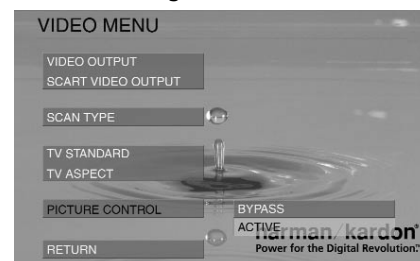 VIDEO MENU
VIDEO OUTPUT
SCART VIDEO OUTPUT
SCAN TYPE
TV STANDARD
TV ASPECT
PICTURE CONTROL
BYPASS
ACTIVE
harman/kardon®
Power for the Digital Revolution.™
RETURN